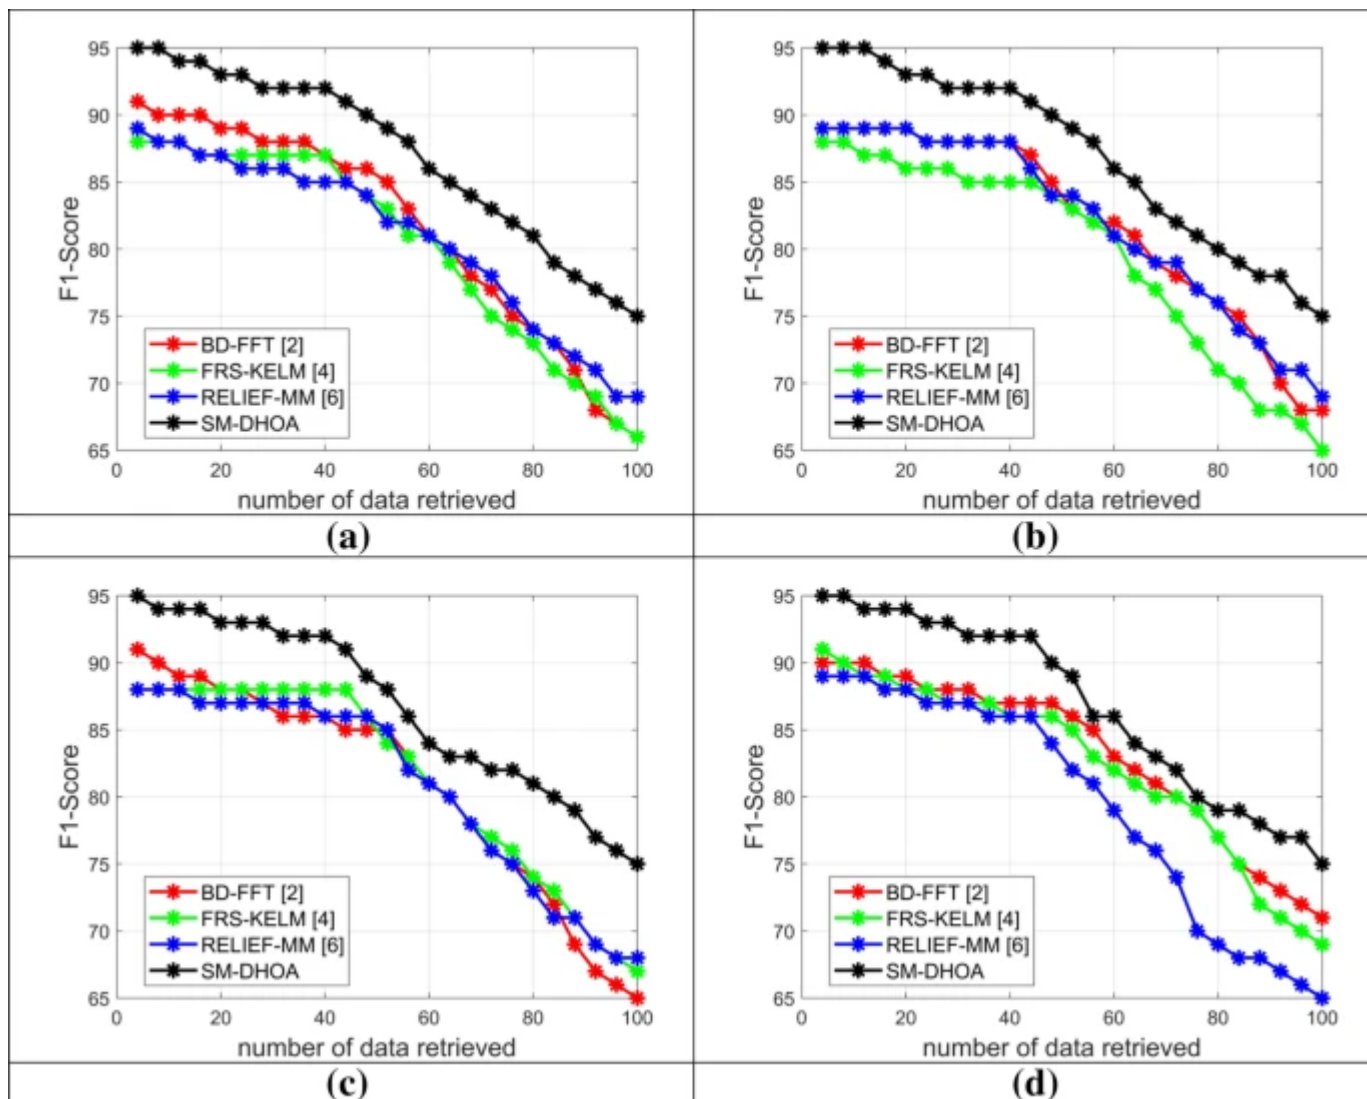 95
90
85
80
75
70
65
F1-Score
BD-FFT [2]
FRS-KELM [4]
RELIEF-MM [6]
SM-DHOA
0 20 40 60 80 100
number of data retrieved
(a)
95
90
85
80
75
70
65
F1-Score
BD-FFT [2]
FRS-KELM [4]
RELIEF-MM [6]
SM-DHOA
0 20 40 60 80 100
number of data retrieved
(b)
95
90
85
80
75
70
65
F1-Score
BD-FFT [2]
FRS-KELM [4]
RELIEF-MM [6]
SM-DHOA
0 20 40 60 80 100
number of data retrieved
(c)
95
90
85
80
75
70
65
F1-Score
BD-FFT [2]
FRS-KELM [4]
RELIEF-MM [6]
SM-DHOA
0 20 40 60 80 100
number of data retrieved
(d)